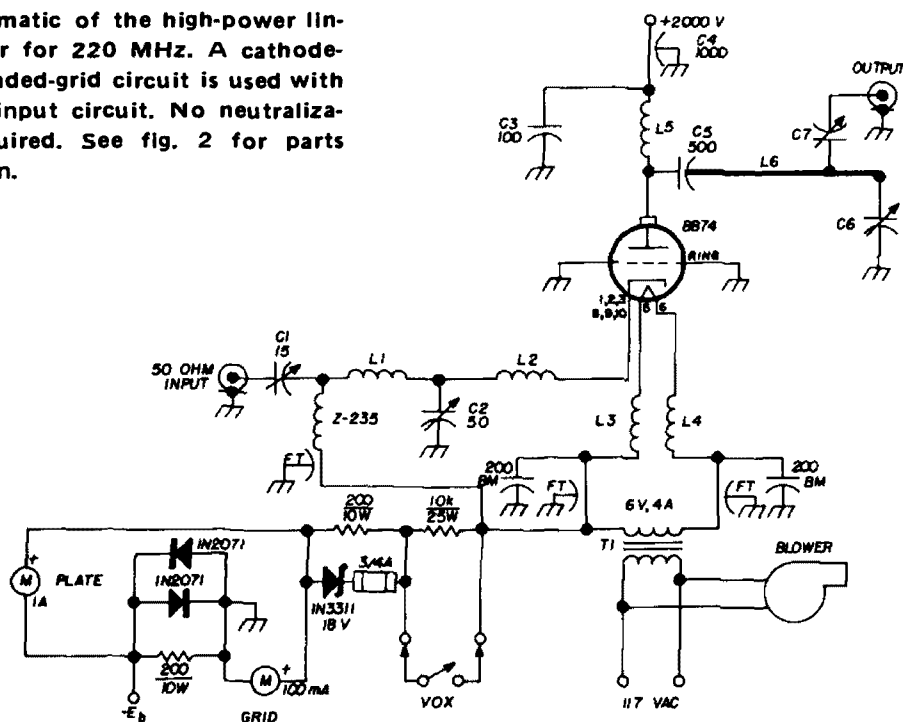 matic of the high-power lin-
r for 220 MHz. A cathode-
nded-grid circuit is used with
input circuit. No neutraliza-
uired. See fig. 2 for parts
n.
+2000 V
C4
1000
OUTPUT
C3
100
L5
C5
500
C7
L6
C6
8874
RING
1,2,3
8,9,10
5 6
50 OHM
INPUT
C1
15
L1
L2
Z-235
C2
50
L3
L4
FT
200
BM
FT
FT
200
BM
6V, 4A
T1
BLOWER
200
10W
10k
25W
+
M
1A
PLATE
1N2071
1N2071
1N3311
18 V
3/4A
200
10W
M
+
100 mA
-Eb
GRID
VOX
117 VAC